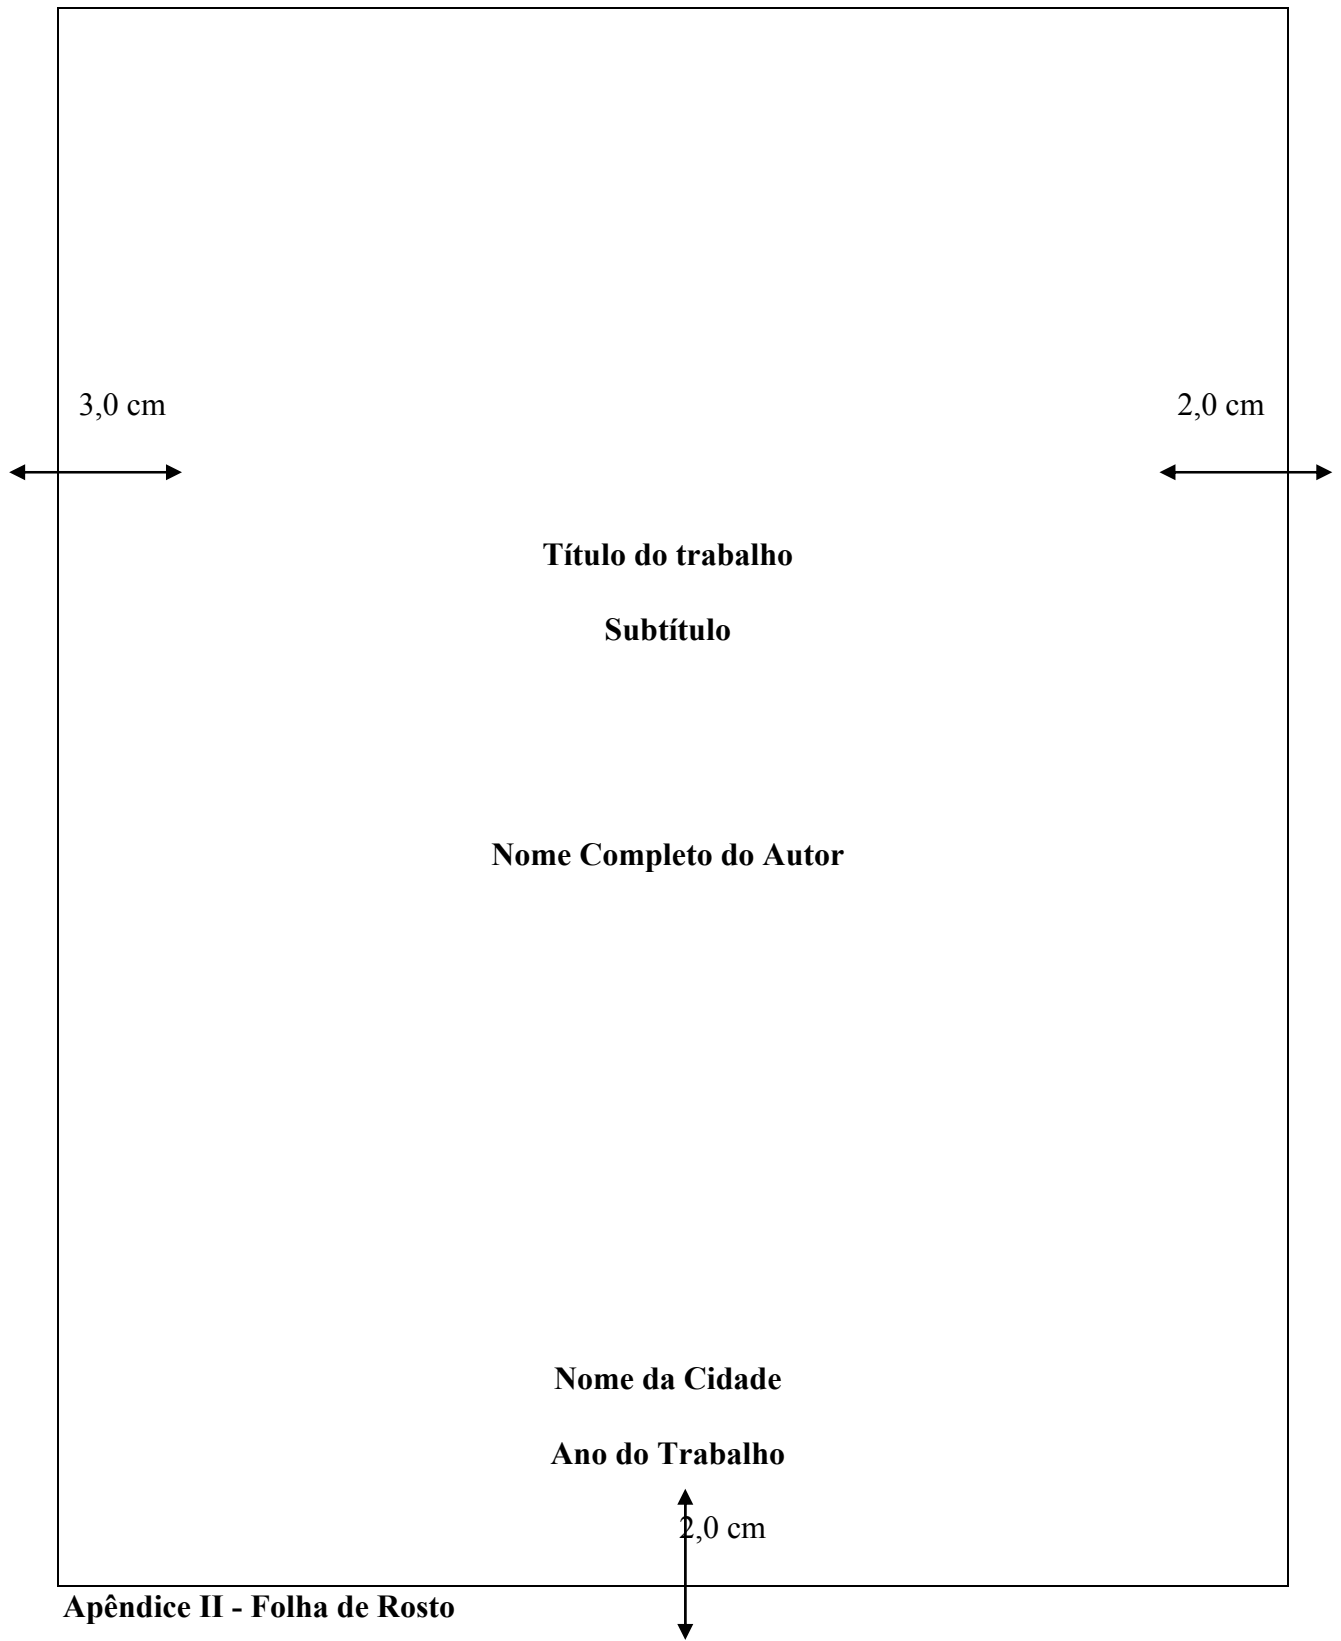 3,0 cm 2,0 cm
Título do trabalho
Subtítulo
Nome Completo do Autor
Nome da Cidade
Ano do Trabalho
2,0 cm
Apêndice II - Folha de Rosto